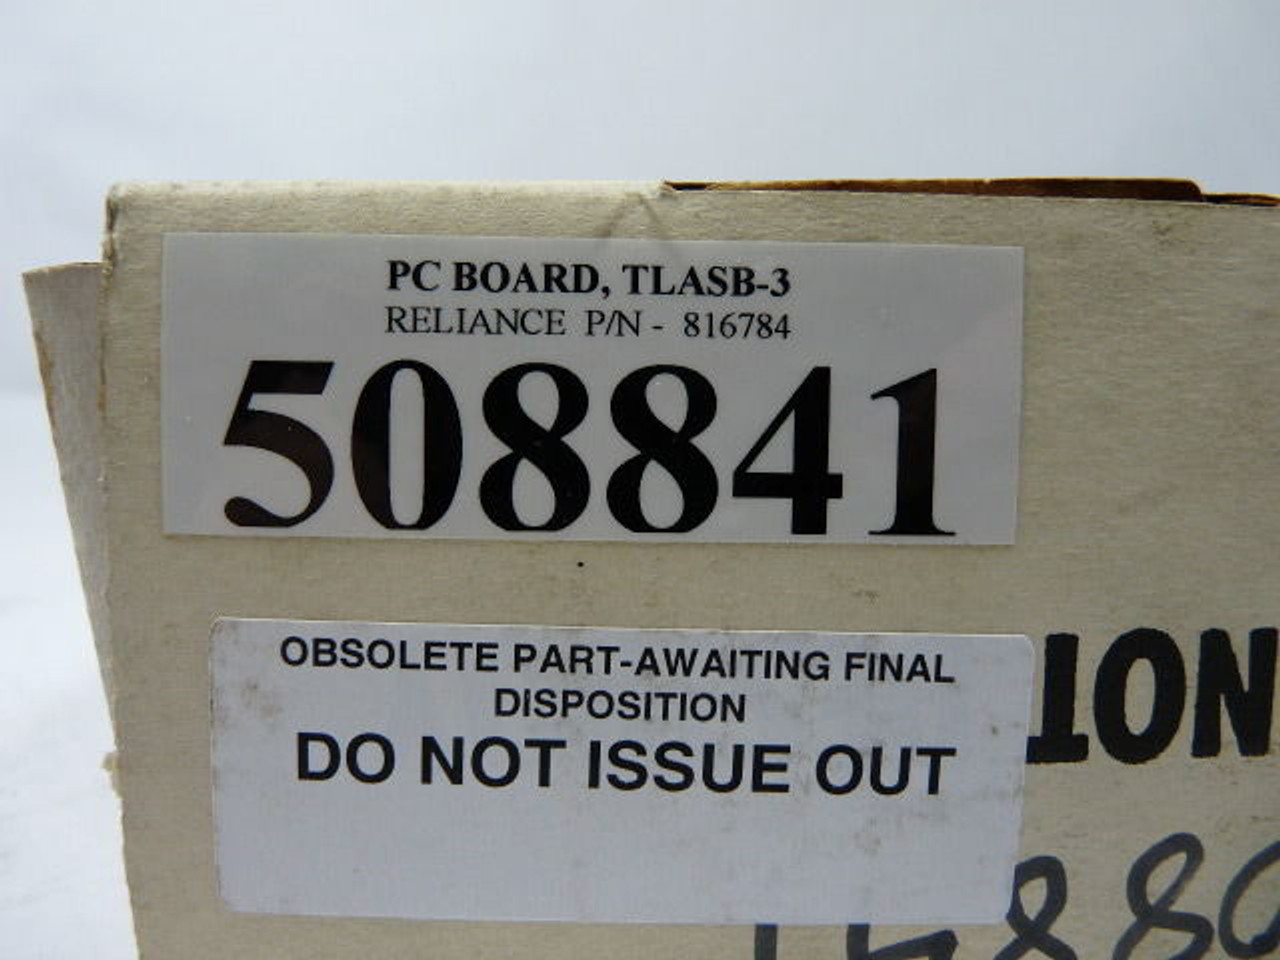 PC BOARD, TLASB-3
RELIANCE P/N - 816784
508841
OBSOLETE PART-AWAITING FINAL
DISPOSITION
DO NOT ISSUE OUT